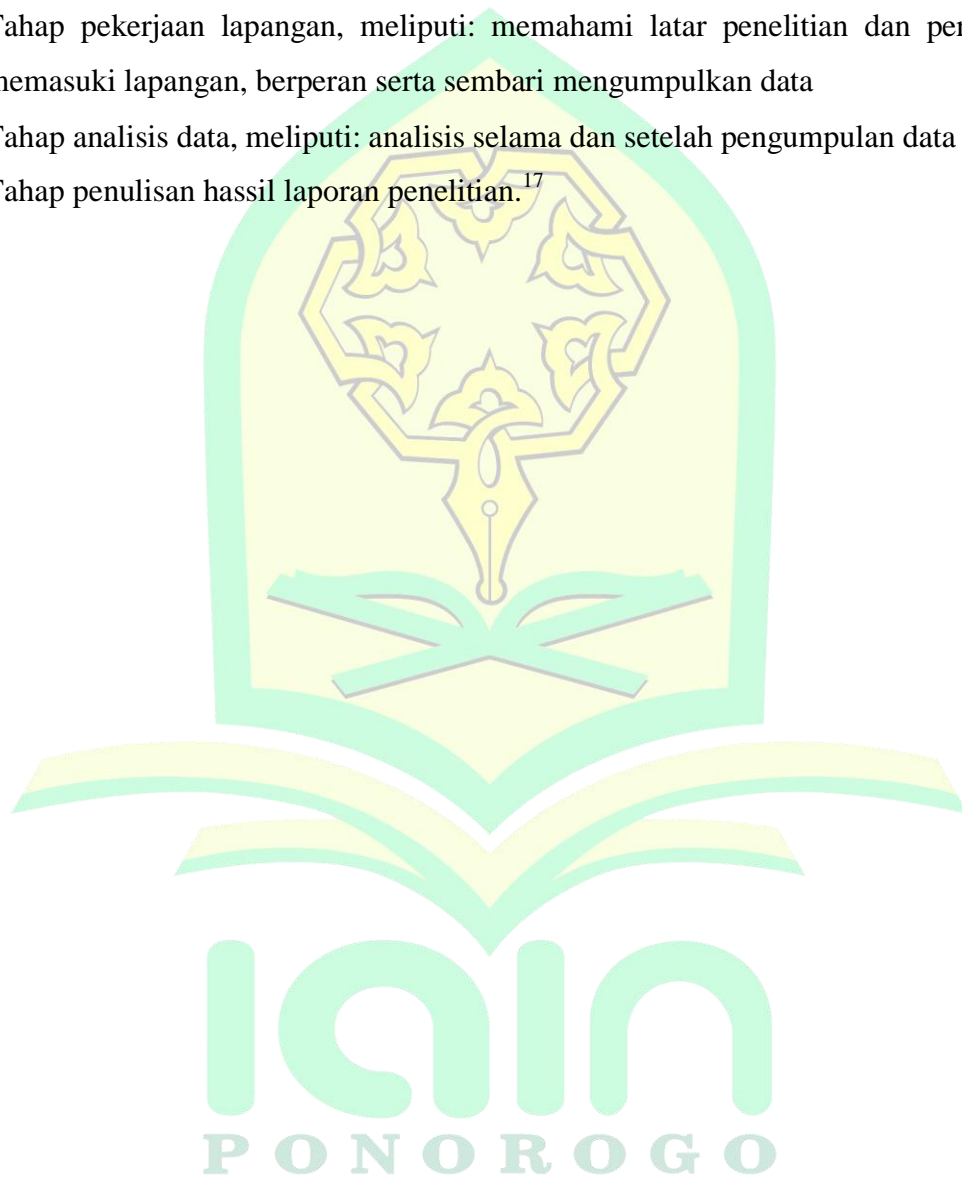 Tahap pekerjaan lapangan, meliputi: memahami latar penelitian dan
memasuki lapangan, berperan serta sembari mengumpulkan data
Tahap analisis data, meliputi: analisis selama dan setelah pengumpulan data
Tahap penulisan hassil laporan penelitian.17
iain
PONOROGO